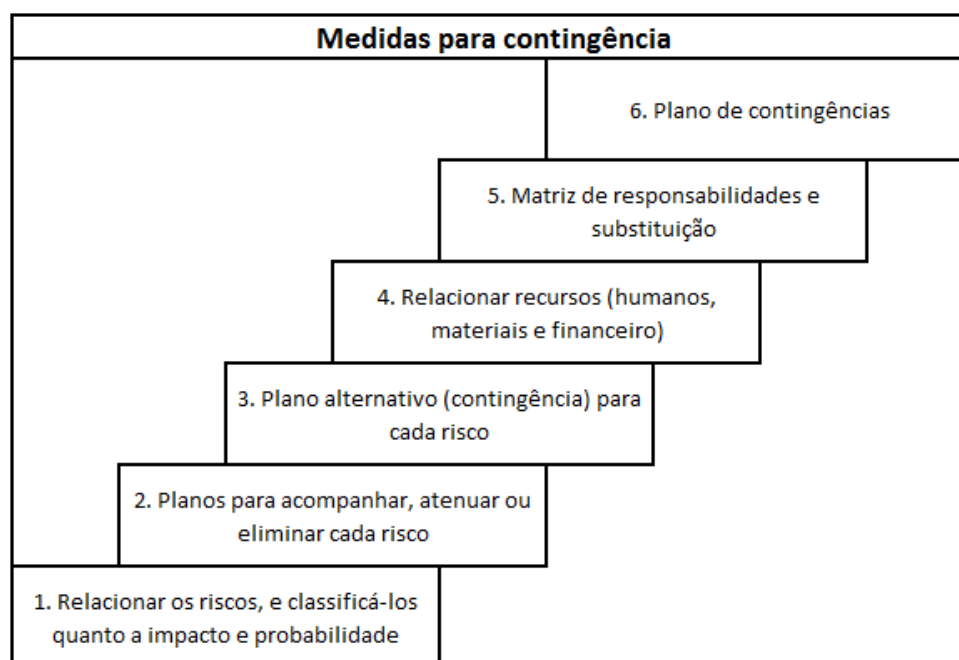 Medidas para contingência
6. Plano de contingências
5. Matriz de responsabilidades e
substituição
4. Relacionar recursos (humanos,
materiais e financeiro)
3. Plano alternativo (contingência) para
cada risco
2. Planos para acompanhar, atenuar ou
eliminar cada risco
1. Relacionar os riscos, e classificá-los
quanto a impacto e probabilidade